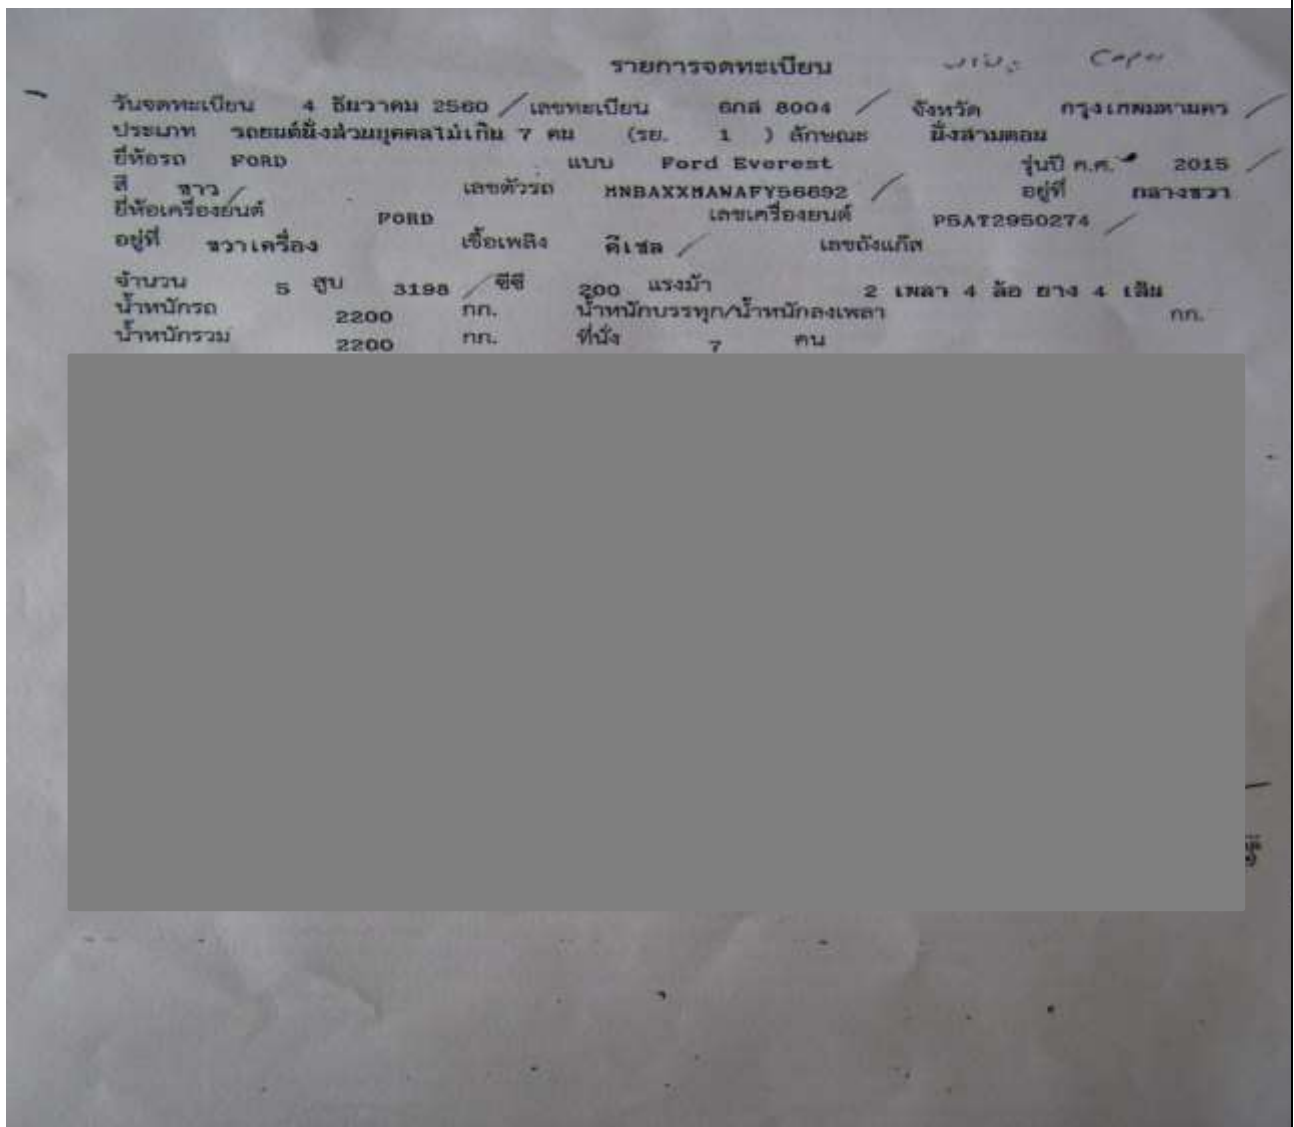 รายการจดทะเบียน
วันจดทะเบียน 4 ธันวาคม 2560 เลขทะเบียน 6กส 8004 จังหวัด กรุงเทพมหานคร
ประเภท รถยนต์นั่งส่วนบุคคลไม่เกิน 7 คน (รย. 1 ) ลักษณะ นั่งสามตอน
ยี่ห้อรถ FORD แบบ Ford Everest รุ่นปี ค.ศ. 2015
สี ขาว เลขตัวรถ MNBAXXMAWAFY56692 อยู่ที่ กลางขวา
ยี่ห้อเครื่องยนต์ FORD เลขเครื่องยนต์ P5AT2950274
อยู่ที่ ขวาเครื่อง เชื้อเพลิง ดีเซล เลขถังแก๊ส
จำนวน 5 สูบ 3198 ซีซี 200 แรงม้า 2 เพลา 4 ล้อ ยาง 4 เส้น
น้ำหนักรถ 2200 กก. น้ำหนักบรรทุก/น้ำหนักลงเพลา กก.
น้ำหนักรวม 2200 กก. ที่นั่ง 7 คน